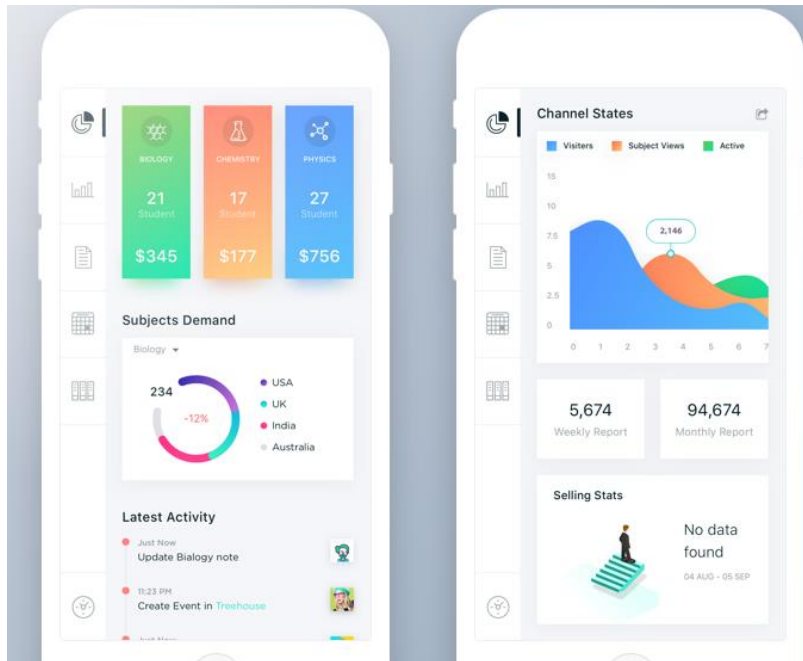 BIOLOGY
CHEMISTRY
PHYSICS
21
Student
17
Student
27
Student
$345
$177
$756
Subjects Demand
Biology
234
-12%
USA
UK
India
Australia
Latest Activity
Just Now
Update Bialogy note
11:23 PM
Create Event in Treehouse
Just Now
Channel States
Visiters
Subject Views
Active
15
10
7.5
5
2.5
0
2,146
0 1 2 3 4 5 6 7
5,674
Weekly Report
94,674
Monthly Report
Selling Stats
No data
found
04 AUG - 05 SEP